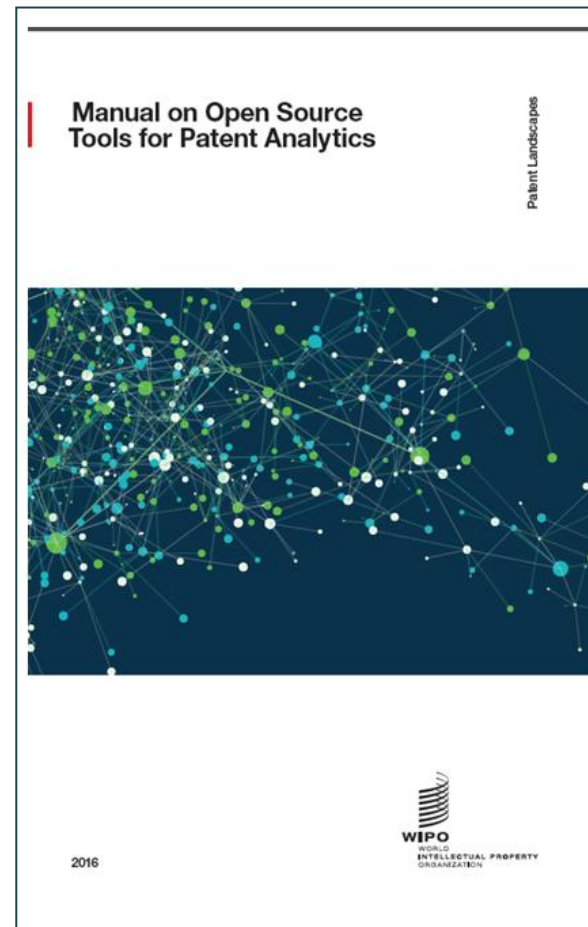 Manual on Open Source
Tools for Patent Analytics
Patent Landscapes
2016
WIPO
WORLD
INTELLECTUAL PROPERTY
ORGANIZATION